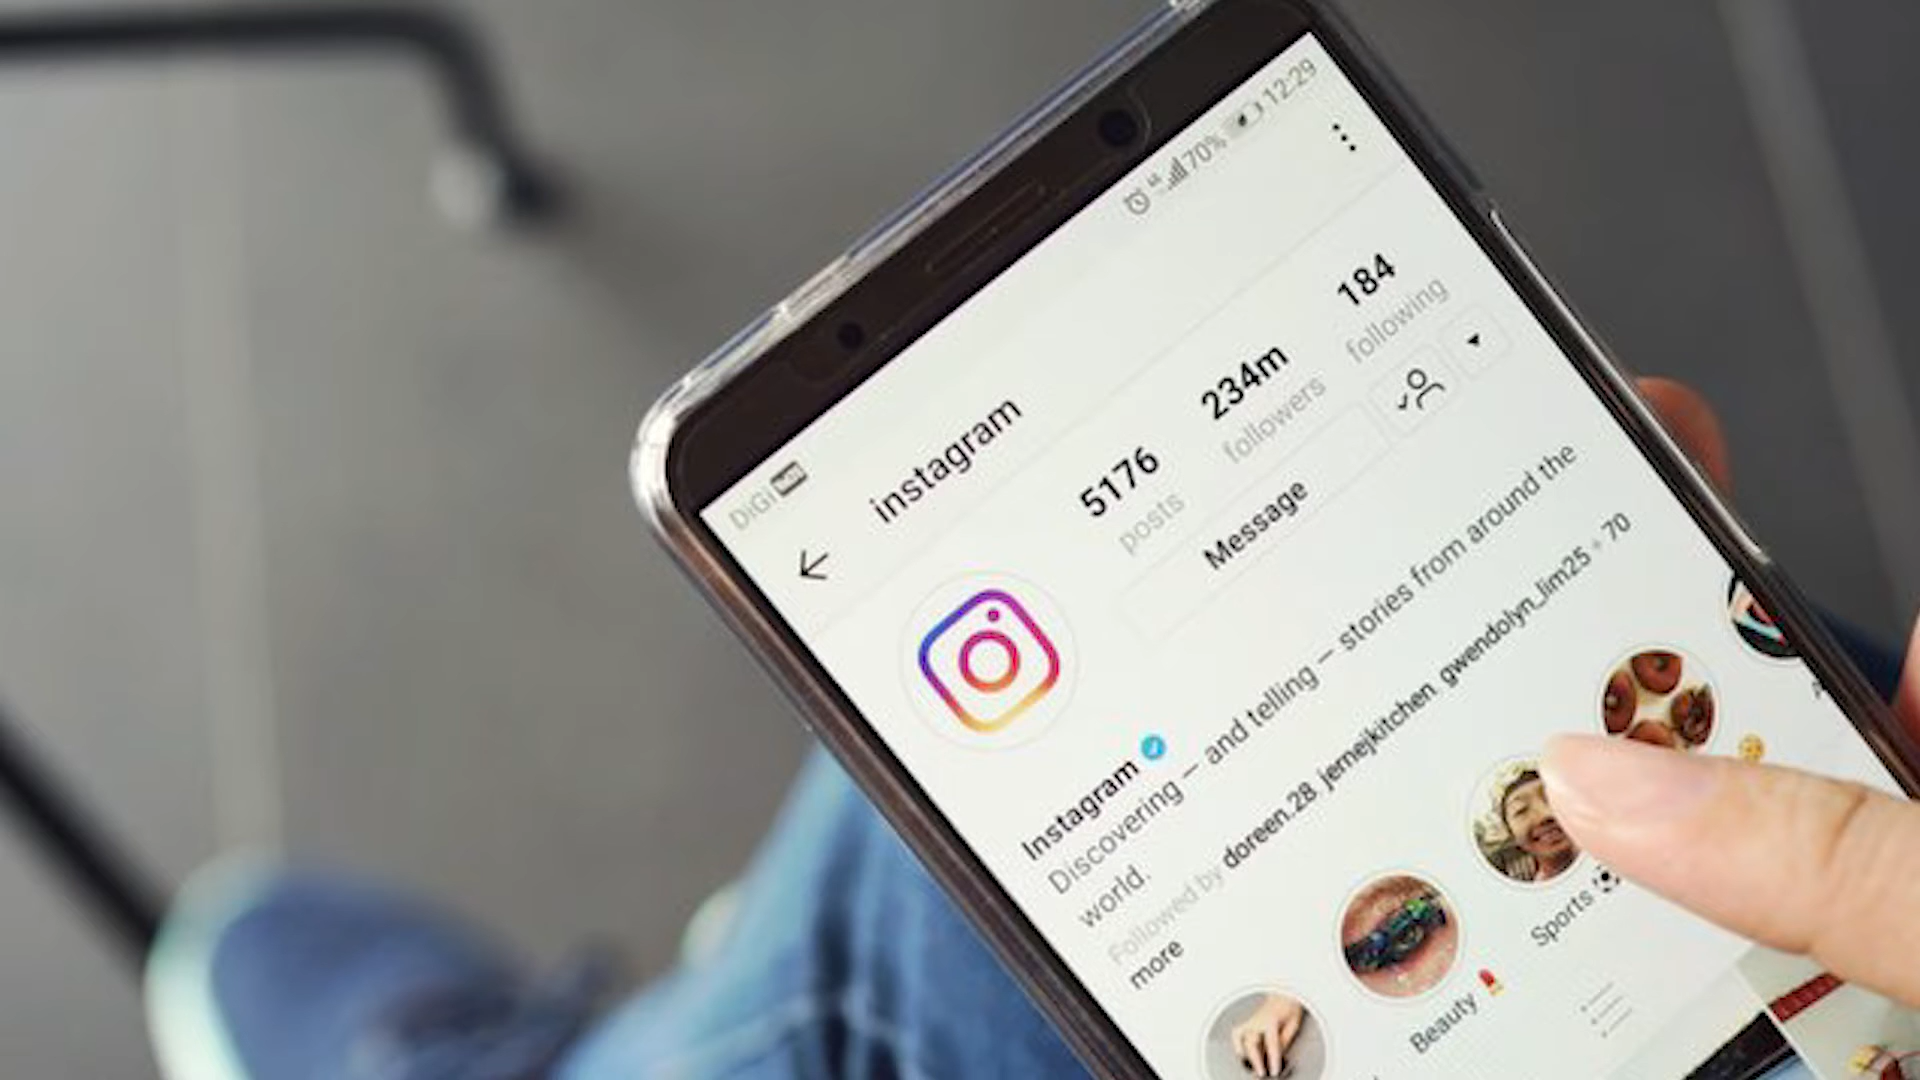 DiGi
70% 12:29
instagram
5176 234m 184
posts followers following
Message
Instagram
Discovering – and telling – stories from around the
world.
Followed by doreen.28 jernejkitchen gwendolyn_lim25 + 70
more
Beauty Sports